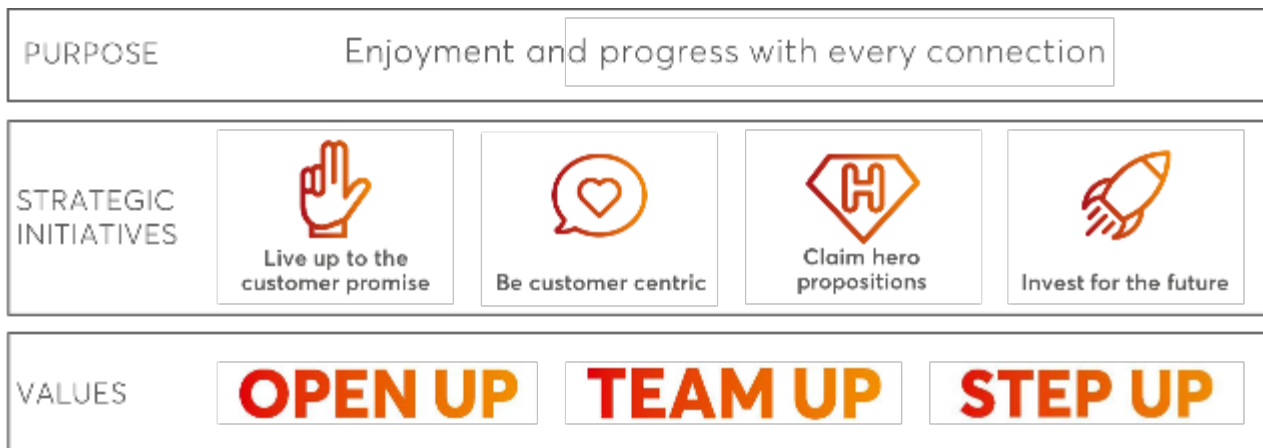 PURPOSE
Enjoyment and progress with every connection
STRATEGIC
INITIATIVES
Live up to the
customer promise
Be customer centric
H
Claim hero
propositions
Invest for the future
VALUES
OPEN UP
TEAM UP
STEP UP